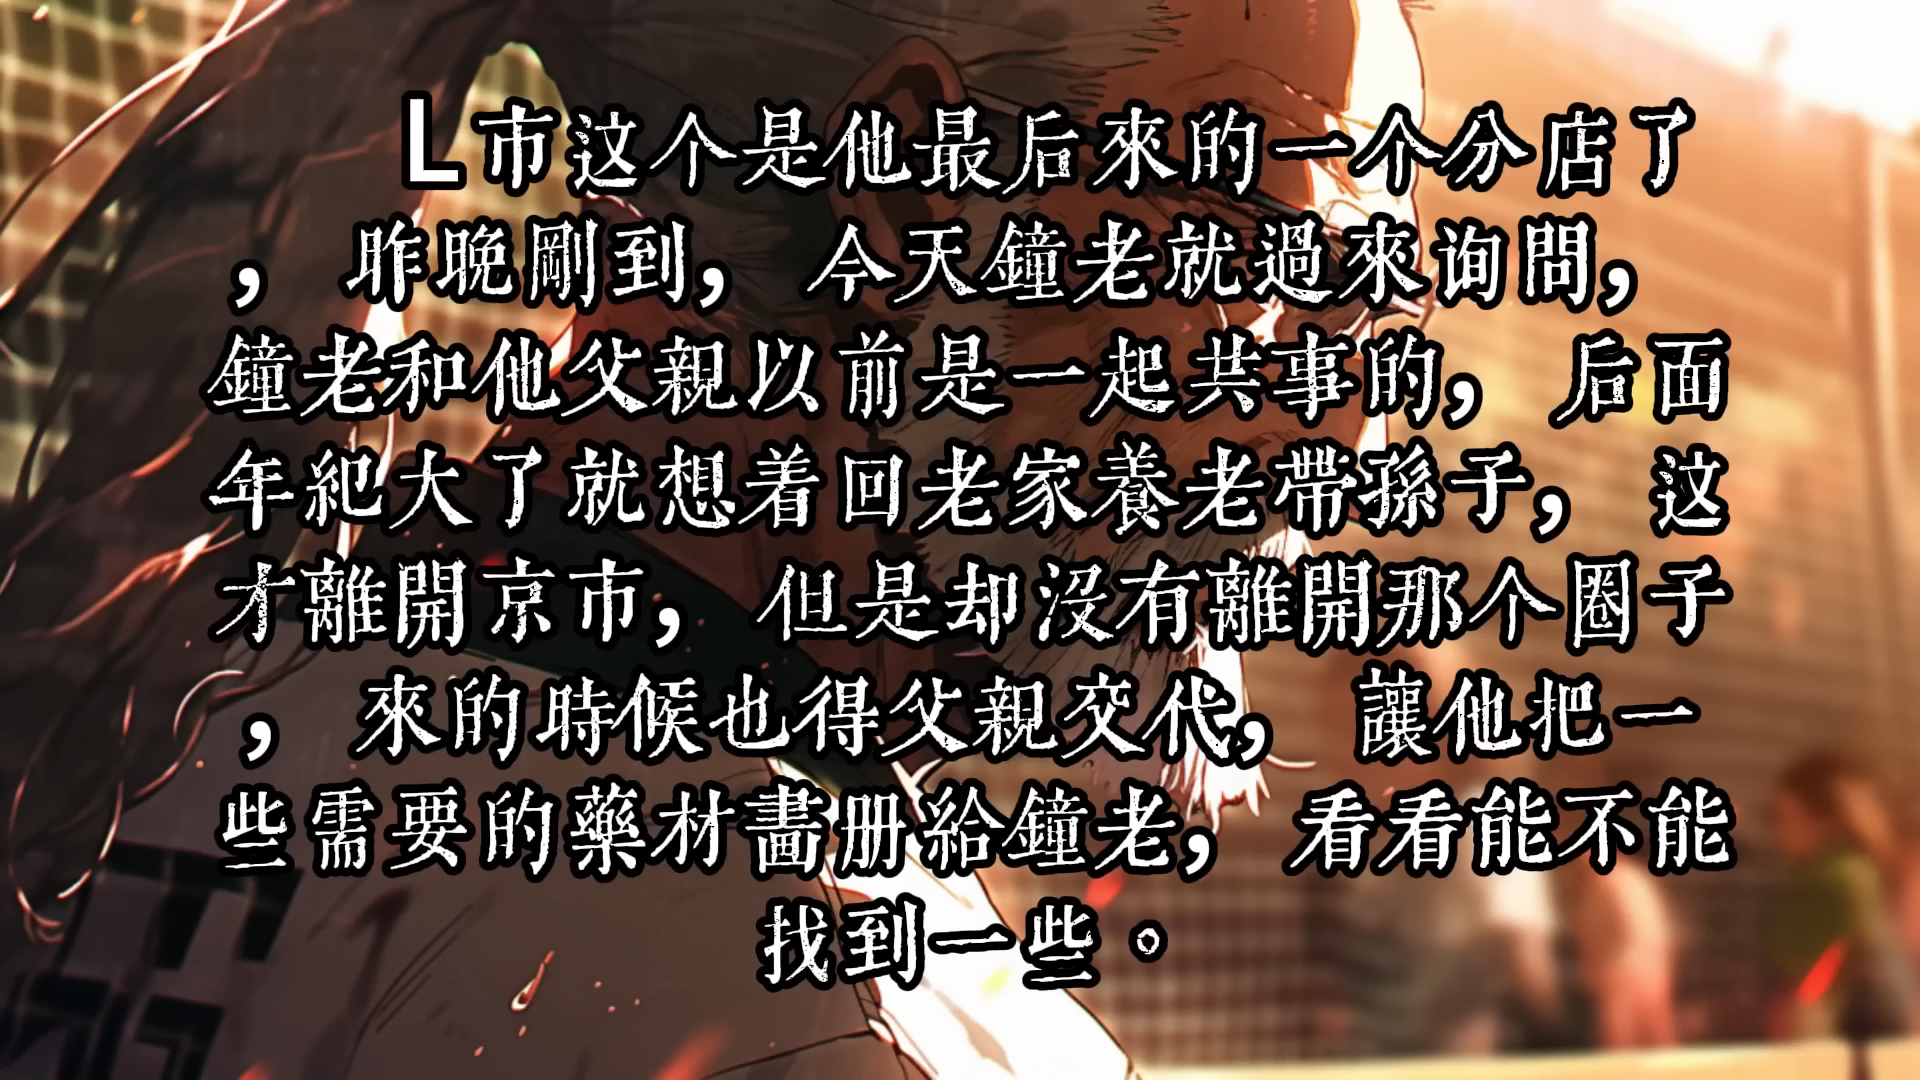 L市这个是他最后來的一个分店了
，昨晚剛到，今天鐘老就過來询問，
鐘老和他父親以前是一起共事的，后面
年紀大了就想着回老家養老帶孫子，这
才離開京市，但是却沒有離開那个圈子
，來的時候也得父親交代，讓他把一
些需要的藥材畫册給鐘老，看看能不能
找到一些。